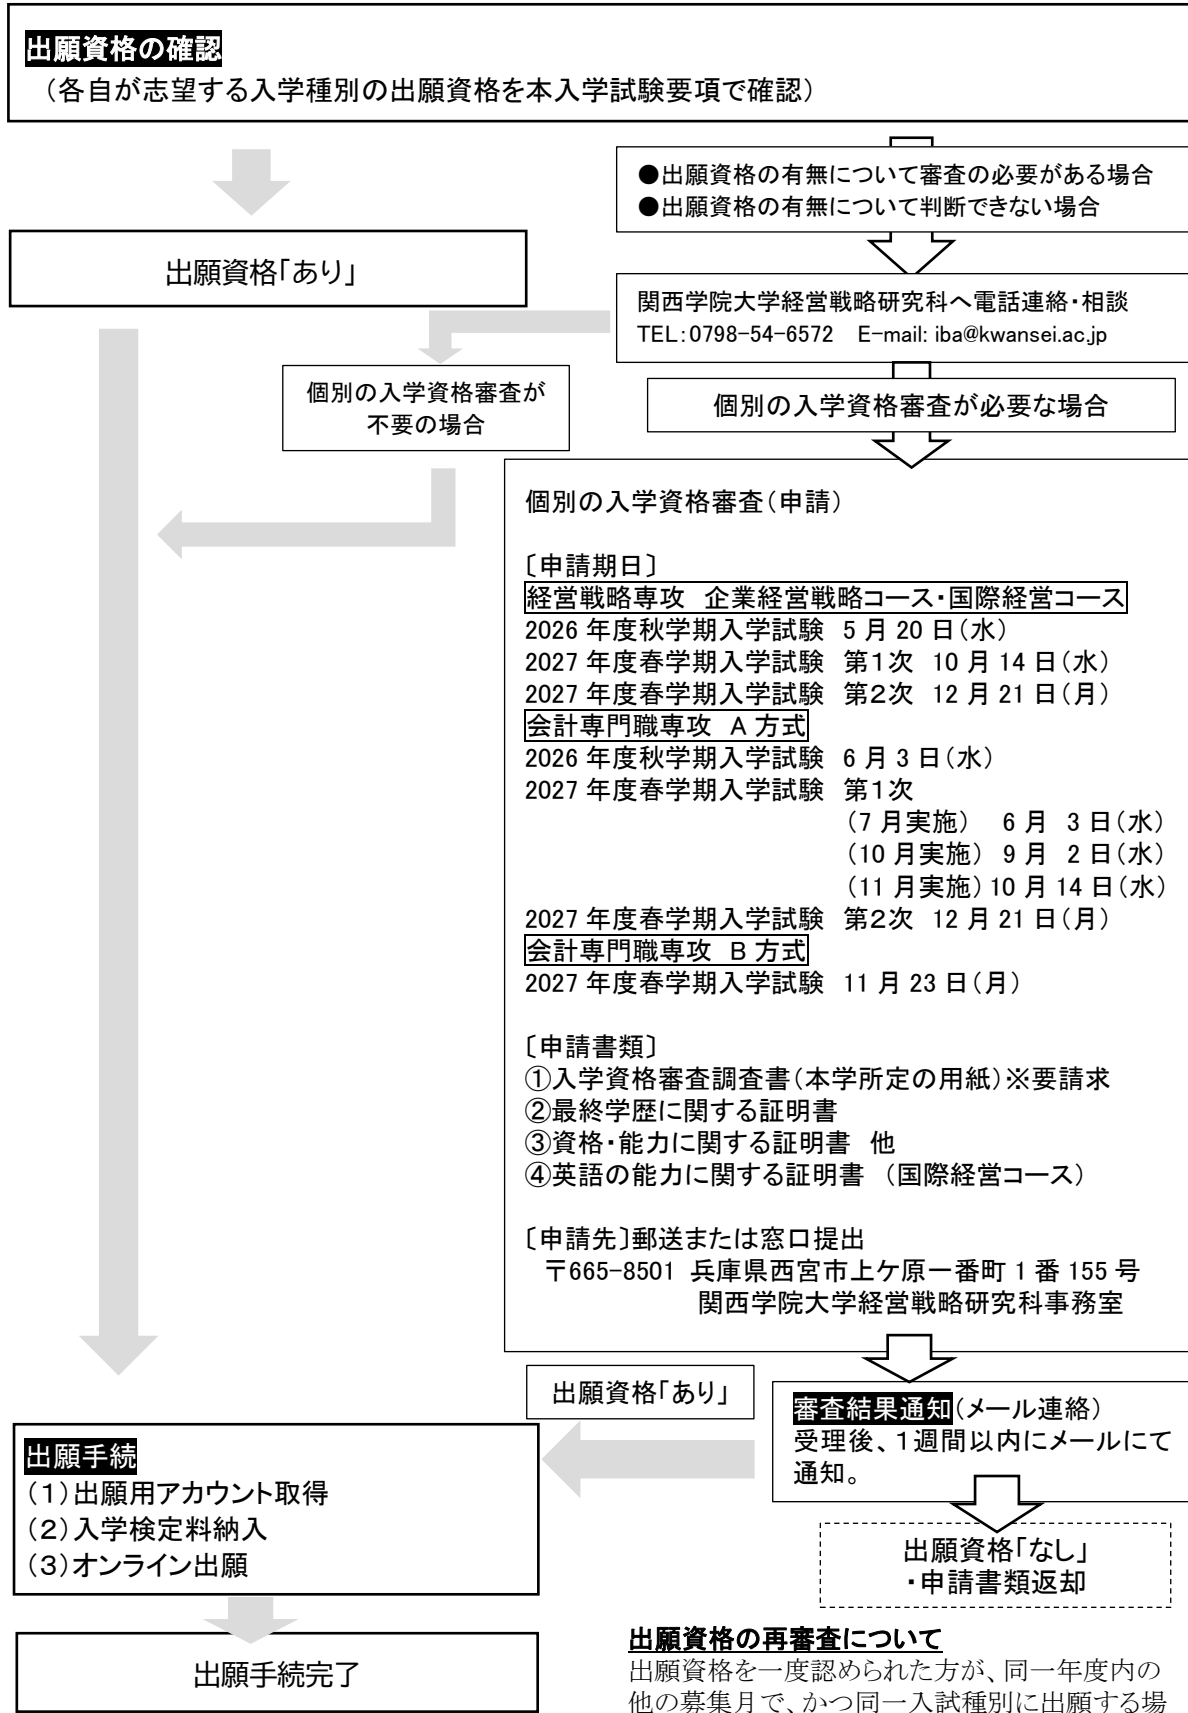 出願資格の確認
（各自が志望する入学種別の出願資格を本入学試験要項で確認）
●出願資格の有無について審査の必要がある場合
●出願資格の有無について判断できない場合
出願資格「あり」
関西学院大学経営戦略研究科へ電話連絡・相談
TEL：0798-54-6572　E-mail: iba@kwansei.ac.jp
個別の入学資格審査が
不要の場合
個別の入学資格審査が必要な場合
個別の入学資格審査（申請）
〔申請期日〕
経営戦略専攻　企業経営戦略コース・国際経営コース
2026 年度秋学期入学試験　5 月 20 日（水）
2027 年度春学期入学試験　第１次　10 月 14 日（水）
2027 年度春学期入学試験　第２次　12 月 21 日（月）
会計専門職専攻　A 方式
2026 年度秋学期入学試験　6 月 3 日（水）
2027 年度春学期入学試験　第１次
（7 月実施）　6 月　3 日（水）
（10 月実施） 9 月　2 日（水）
（11 月実施）10 月 14 日（水）
2027 年度春学期入学試験　第２次　12 月 21 日（月）
会計専門職専攻　B 方式
2027 年度春学期入学試験　11 月 23 日（月）
〔申請書類〕
①入学資格審査調査書（本学所定の用紙）※要請求
②最終学歴に関する証明書
③資格・能力に関する証明書　他
④英語の能力に関する証明書　（国際経営コース）
〔申請先〕郵送または窓口提出
〒665-8501 兵庫県西宮市上ケ原一番町 1 番 155 号
関西学院大学経営戦略研究科事務室
出願資格「あり」
審査結果通知（メール連絡）
受理後、１週間以内にメールにて
通知。
出願手続
（１）出願用アカウント取得
（２）入学検定料納入
（３）オンライン出願
出願資格「なし」
・申請書類返却
出願手続完了
出願資格の再審査について
出願資格を一度認められた方が、同一年度内の
他の募集月で、かつ同一入試種別に出願する場